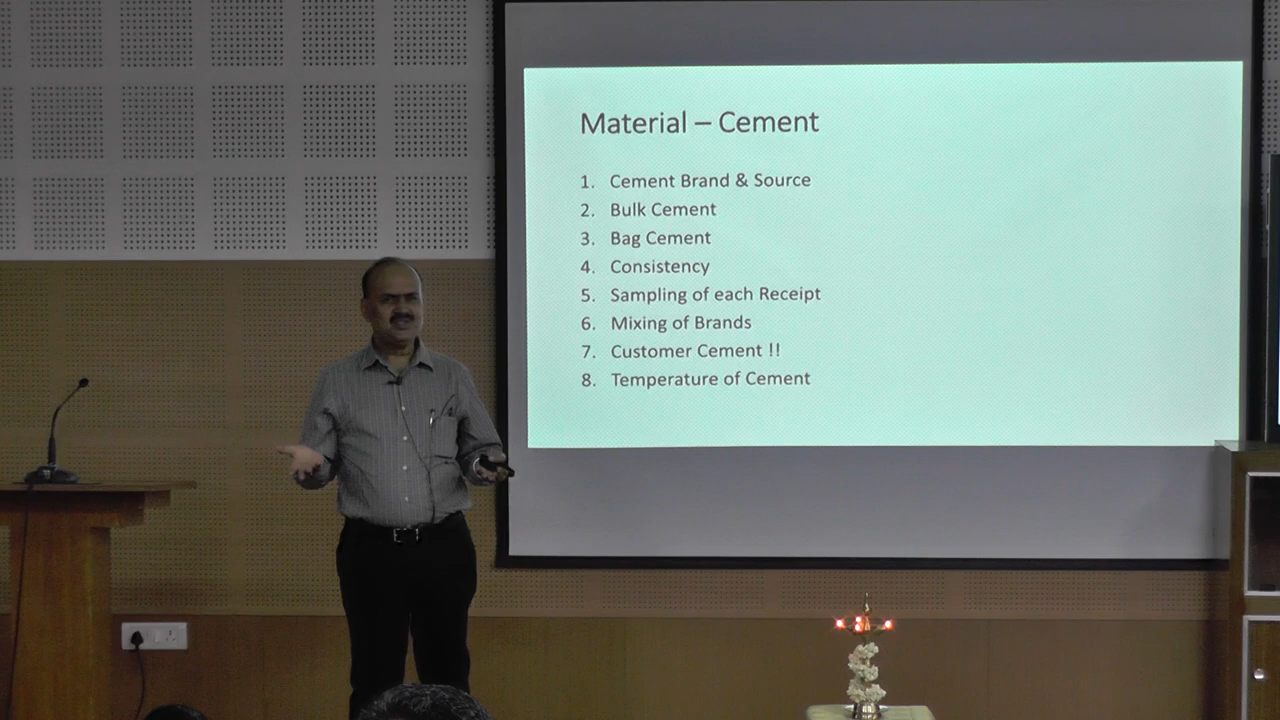 Material – Cement
1. Cement Brand & Source
2. Bulk Cement
3. Bag Cement
4. Consistency
5. Sampling of each Receipt
6. Mixing of Brands
7. Customer Cement !!
8. Temperature of Cement